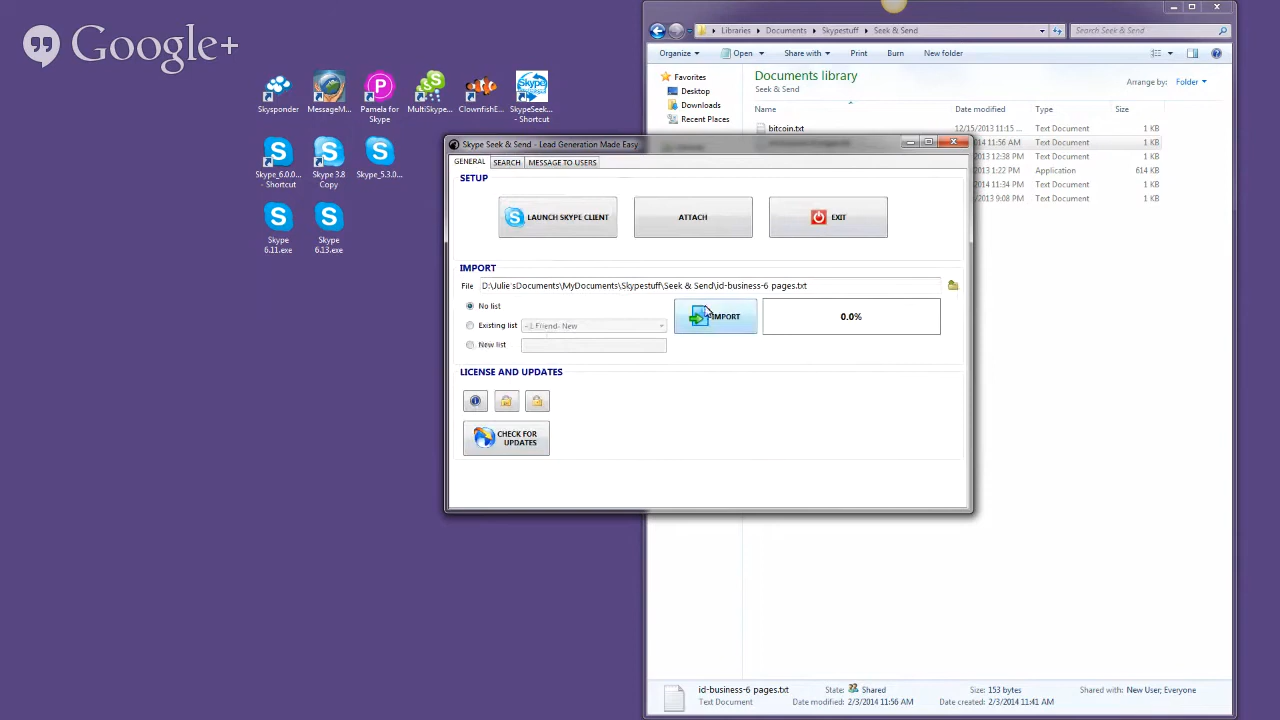 Google+
Libraries ▸ Documents ▸ Skypestuff ▸ Seek & Send
Search Seek & Send
Organize Open Share with Print Burn New folder
Favorites
Desktop
Downloads
Recent Places
Documents library
Seek & Send
Arrange by: Folder
Name Date modified Type Size
bitcoin.txt 12/15/2013 11:15 ... Text Document 1 KB
2014 11:56 AM Text Document 1 KB
2013 12:38 PM Text Document 1 KB
2013 1:22 PM Application 614 KB
2014 11:34 PM Text Document 1 KB
2013 9:08 PM Text Document 1 KB
Skysponder
MessageM...
Pamela for Skype
MultiSkype...
ClownfishE...
SkypeSeek... - Shortcut
Skype_6.0.0... - Shortcut
Skype 3.8 Copy
Skype_5.3.0...
Skype 6.11.exe
Skype 6.13.exe
Skype Seek & Send - Lead Generation Made Easy
GENERAL SEARCH MESSAGE TO USERS
SETUP
LAUNCH SKYPE CLIENT ATTACH EXIT
IMPORT
File D:\Julie'sDocuments\MyDocuments\Skypestuff\Seek & Send\id-business-6 pages.txt
No list
Existing list ~1 Friend- New
New list
IMPORT 0.0%
LICENSE AND UPDATES
CHECK FOR UPDATES
id-business-6 pages.txt State: Shared Size: 153 bytes Shared with: New User; Everyone
Text Document Date modified: 2/3/2014 11:56 AM Date created: 2/3/2014 11:41 AM